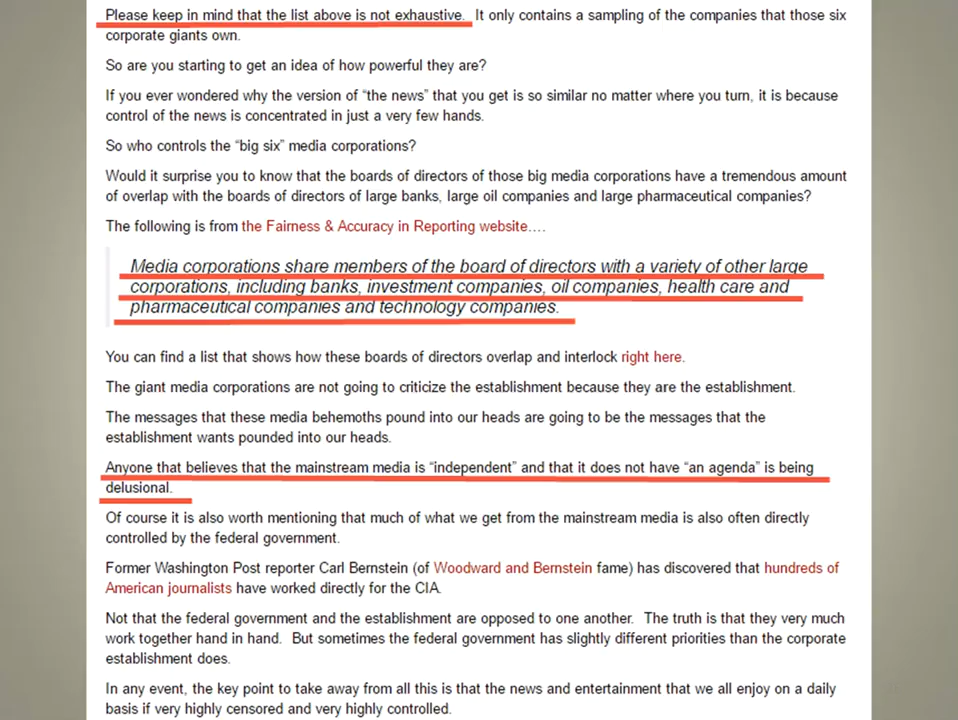 Please keep in mind that the list above is not exhaustive.  It only contains a sampling of the companies that those six
corporate giants own.
So are you starting to get an idea of how powerful they are?
If you ever wondered why the version of “the news” that you get is so similar no matter where you turn, it is because
control of the news is concentrated in just a very few hands.
So who controls the “big six” media corporations?
Would it surprise you to know that the boards of directors of those big media corporations have a tremendous amount
of overlap with the boards of directors of large banks, large oil companies and large pharmaceutical companies?
The following is from the Fairness & Accuracy in Reporting website….
Media corporations share members of the board of directors with a variety of other large
corporations, including banks, investment companies, oil companies, health care and
pharmaceutical companies and technology companies.
You can find a list that shows how these boards of directors overlap and interlock right here.
The giant media corporations are not going to criticize the establishment because they are the establishment.
The messages that these media behemoths pound into our heads are going to be the messages that the
establishment wants pounded into our heads.
Anyone that believes that the mainstream media is “independent” and that it does not have “an agenda” is being
delusional.
Of course it is also worth mentioning that much of what we get from the mainstream media is also often directly
controlled by the federal government.
Former Washington Post reporter Carl Bernstein (of Woodward and Bernstein fame) has discovered that hundreds of
American journalists have worked directly for the CIA.
Not that the federal government and the establishment are opposed to one another.  The truth is that they very much
work together hand in hand.  But sometimes the federal government has slightly different priorities than the corporate
establishment does.
In any event, the key point to take away from all this is that the news and entertainment that we all enjoy on a daily
basis if very highly censored and very highly controlled.